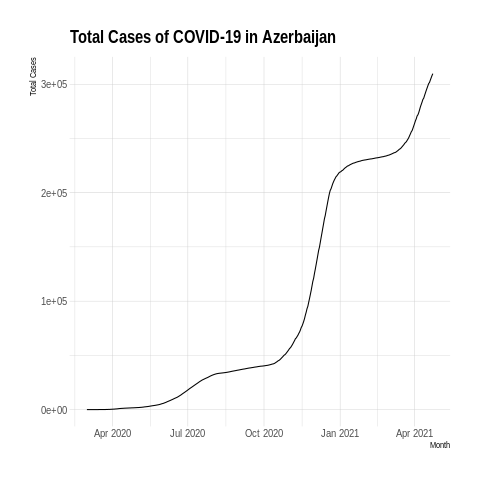 Total Cases of COVID-19 in Azerbaijan
Total Cases
3e+05
2e+05
1e+05
0e+00
Apr 2020 Jul 2020 Oct 2020 Jan 2021 Apr 2021
Month